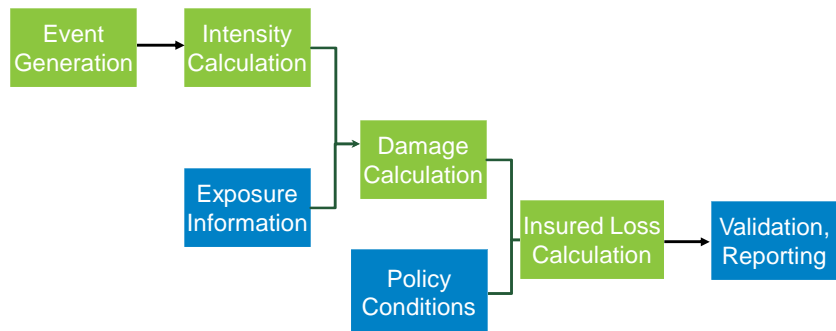 Event
Generation
Intensity
Calculation
Exposure
Information
Damage
Calculation
Policy
Conditions
Insured Loss
Calculation
Validation,
Reporting